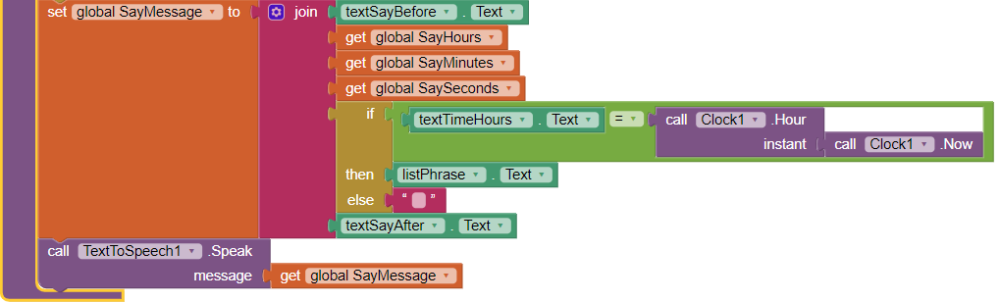 set global SayMessage to join textSayBefore . Text
get global SayHours
get global SayMinutes
get global SaySeconds
if textTimeHours . Text = call Clock1 .Hour
instant call Clock1 .Now
then listPhrase . Text
else “ ”
textSayAfter . Text
call TextToSpeech1 .Speak
message get global SayMessage